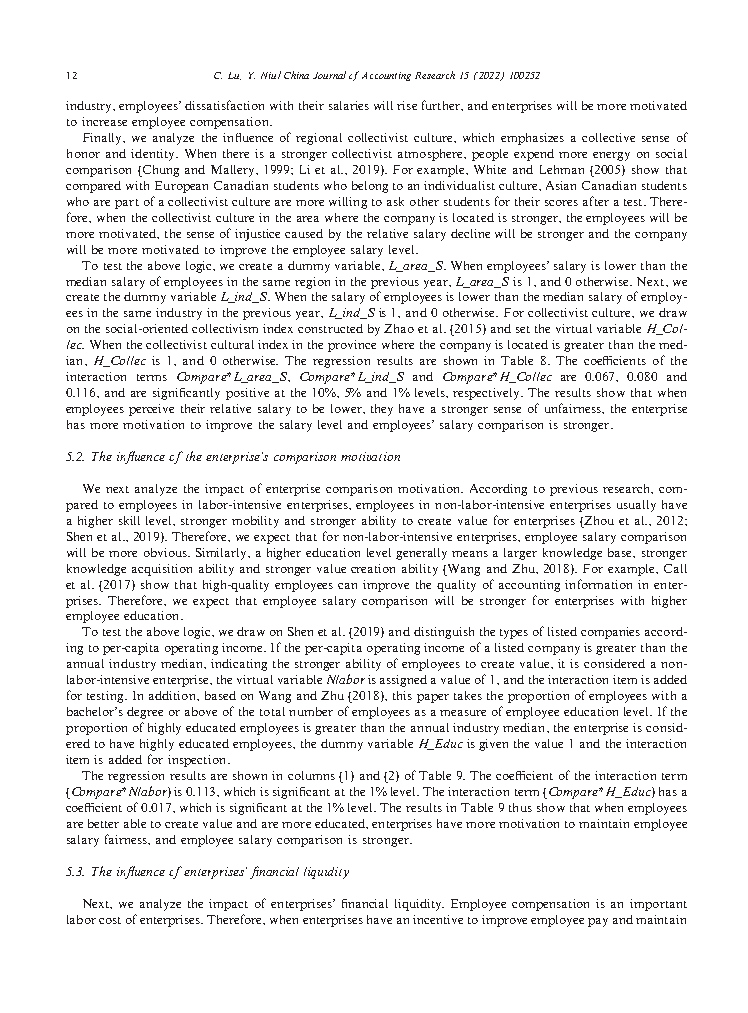 12 C. Lu, Y. Niu / China Journal of Accounting Research 15 (2022) 100252
industry, employees' dissatisfaction with their salaries will rise further, and enterprises will be more motivated
to increase employee compensation.
Finally, we analyze the influence of regional collectivist culture, which emphasizes a collective sense of
honor and identity. When there is a stronger collectivist atmosphere, people expend more energy on social
comparison (Chung and Mallery, 1999; Li et al., 2019). For example, White and Lehman (2005) show that
compared with European Canadian students who belong to an individualist culture, Asian Canadian students
who are part of a collectivist culture are more willing to ask other students for their scores after a test. There-
fore, when the collectivist culture in the area where the company is located is stronger, the employees will be
more motivated, the sense of injustice caused by the relative salary decline will be stronger and the company
will be more motivated to improve the employee salary level.
To test the above logic, we create a dummy variable, L_area_S. When employees' salary is lower than the
median salary of employees in the same region in the previous year, L_area_S is 1, and 0 otherwise. Next, we
create the dummy variable L_ind_S. When the salary of employees is lower than the median salary of employ-
ees in the same industry in the previous year, L_ind_S is 1, and 0 otherwise. For collectivist culture, we draw
on the social-oriented collectivism index constructed by Zhao et al. (2015) and set the virtual variable H_Col-
lec. When the collectivist cultural index in the province where the company is located is greater than the med-
ian, H_Collec is 1, and 0 otherwise. The regression results are shown in Table 8. The coefficients of the
interaction terms Compare*L_area_S, Compare*L_ind_S and Compare*H_Collec are 0.067, 0.080 and
0.116, and are significantly positive at the 10%, 5% and 1% levels, respectively. The results show that when
employees perceive their relative salary to be lower, they have a stronger sense of unfairness, the enterprise
has more motivation to improve the salary level and employees' salary comparison is stronger.
5.2. The influence of the enterprise's comparison motivation
We next analyze the impact of enterprise comparison motivation. According to previous research, com-
pared to employees in labor-intensive enterprises, employees in non-labor-intensive enterprises usually have
a higher skill level, stronger mobility and stronger ability to create value for enterprises (Zhou et al., 2012;
Shen et al., 2019). Therefore, we expect that for non-labor-intensive enterprises, employee salary comparison
will be more obvious. Similarly, a higher education level generally means a larger knowledge base, stronger
knowledge acquisition ability and stronger value creation ability (Wang and Zhu, 2018). For example, Call
et al. (2017) show that high-quality employees can improve the quality of accounting information in enter-
prises. Therefore, we expect that employee salary comparison will be stronger for enterprises with higher
employee education.
To test the above logic, we draw on Shen et al. (2019) and distinguish the types of listed companies accord-
ing to per-capita operating income. If the per-capita operating income of a listed company is greater than the
annual industry median, indicating the stronger ability of employees to create value, it is considered a non-
labor-intensive enterprise, the virtual variable Nlabor is assigned a value of 1, and the interaction item is added
for testing. In addition, based on Wang and Zhu (2018), this paper takes the proportion of employees with a
bachelor's degree or above of the total number of employees as a measure of employee education level. If the
proportion of highly educated employees is greater than the annual industry median, the enterprise is consid-
ered to have highly educated employees, the dummy variable H_Educ is given the value 1 and the interaction
item is added for inspection.
The regression results are shown in columns (1) and (2) of Table 9. The coefficient of the interaction term
(Compare*Nlabor) is 0.113, which is significant at the 1% level. The interaction term (Compare*H_Educ) has a
coefficient of 0.017, which is significant at the 1% level. The results in Table 9 thus show that when employees
are better able to create value and are more educated, enterprises have more motivation to maintain employee
salary fairness, and employee salary comparison is stronger.
5.3. The influence of enterprises' financial liquidity
Next, we analyze the impact of enterprises' financial liquidity. Employee compensation is an important
labor cost of enterprises. Therefore, when enterprises have an incentive to improve employee pay and maintain